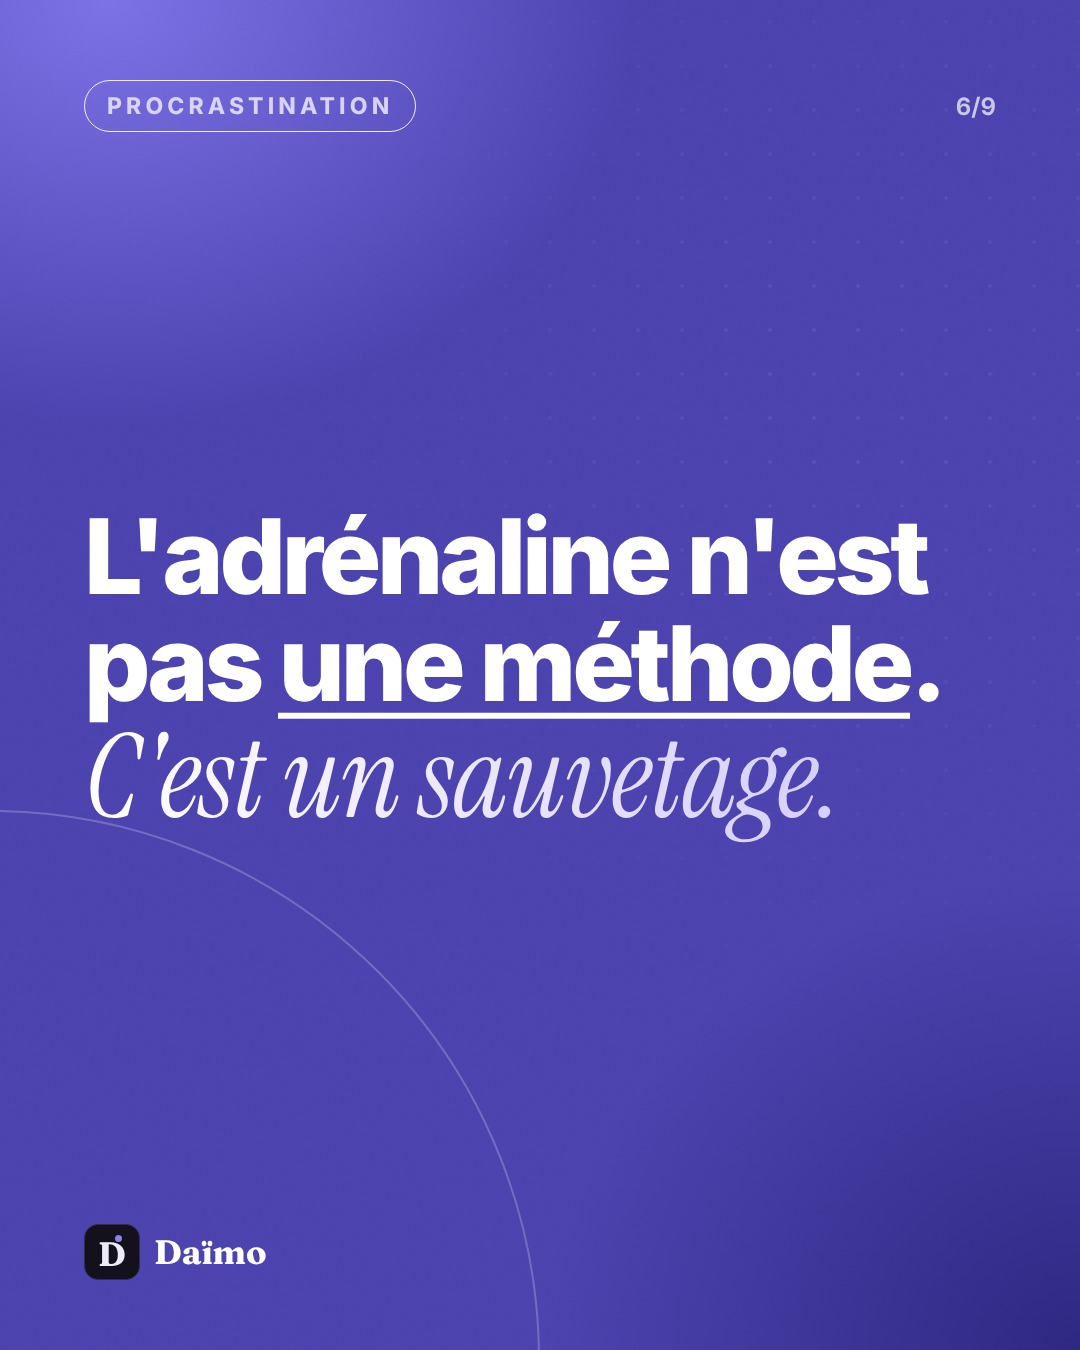 PROCRASTINATION
6/9
L'adrénaline n'est
pas une méthode.
C'est un sauvetage.
D
Daïmo